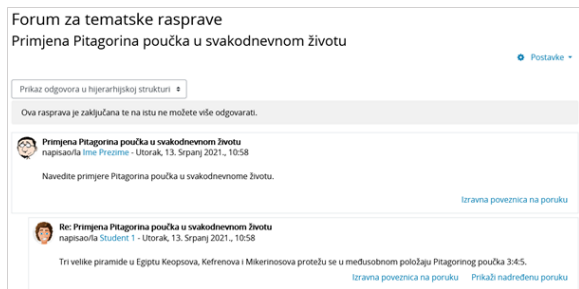 Forum za tematske rasprave
Primjena Pitagorina poučka u svakodnevnom životu
Postavke
Prikaz odgovora u hijerarhijskoj strukturi
Ova rasprava je zaključana te na istu ne možete više odgovarati.
Primjena Pitagorina poučka u svakodnevnom životu
napisao/la Ime Prezime - Utorak, 13. Srpanj 2021., 10:58
Navedite primjere Pitagorina poučka u svakodnevnome životu.
Izravna poveznica na poruku
Re: Primjena Pitagorina poučka u svakodnevnom životu
napisao/la Student 1 - Utorak, 13. Srpanj 2021., 10:58
Tri velike piramide u Egiptu Keopsova, Kefrenova i Mikerinosova protežu se u međusobnom položaju Pitagorinog poučka 3:4:5.
Izravna poveznica na poruku Prikaži nadređenu poruku